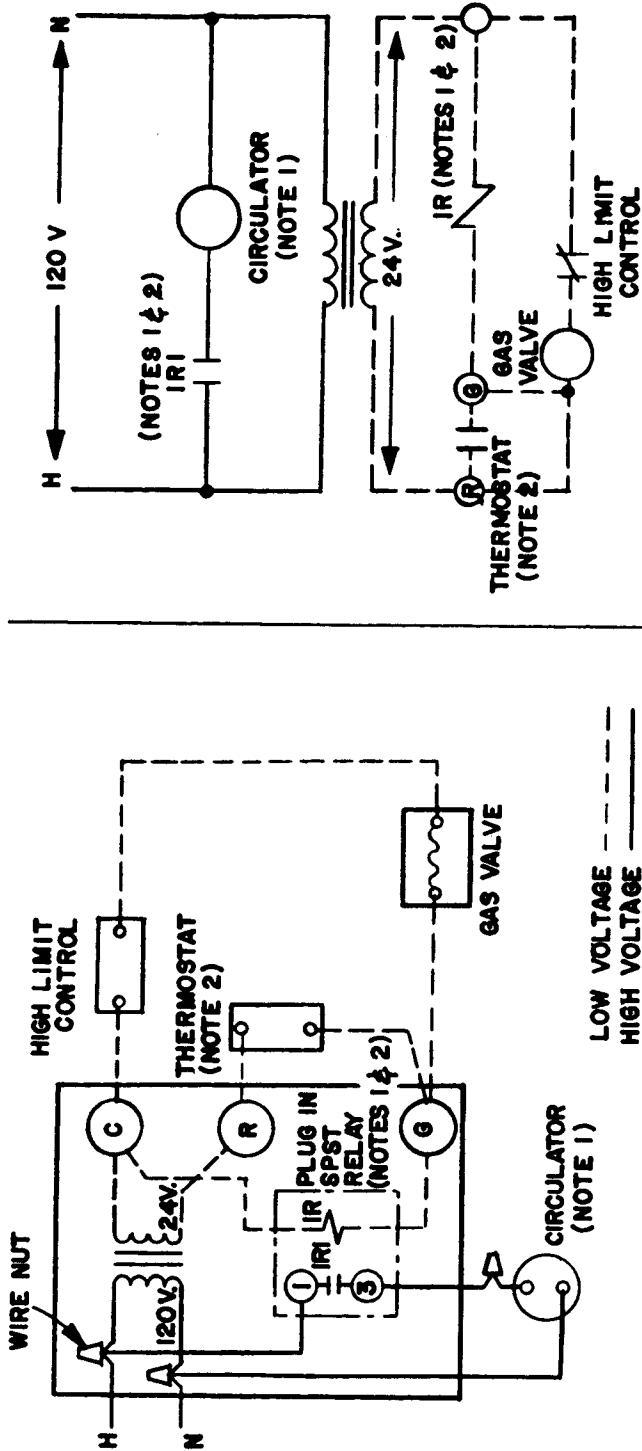 WIRE NUT
H
N
120V.
24V.
C
R
G
HIGH LIMIT
CONTROL
THERMOSTAT
(NOTE 2)
PLUG IN
SPST
RELAY
(NOTES 1 & 2)
1R
1R1
1
3
GAS VALVE
CIRCULATOR
(NOTE 1)
LOW VOLTAGE
HIGH VOLTAGE
H
120 V
N
(NOTES 1 & 2)
1R1
CIRCULATOR
(NOTE 1)
24V.
1R (NOTES 1 & 2)
R
G
THERMOSTAT
(NOTE 2)
GAS
VALVE
HIGH LIMIT
CONTROL